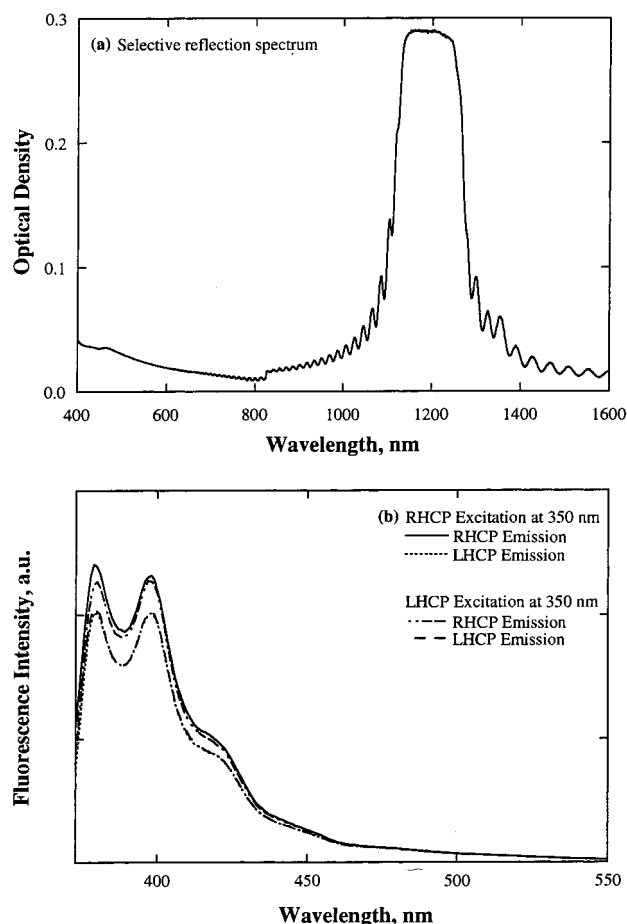 0.3
(a) Selective reflection spectrum
0.2
Optical Density
0.1
0.0
400 600 800 1000 1200 1400 1600
Wavelength, nm
(b) RHCP Excitation at 350 nm
RHCP Emission
LHCP Emission
LHCP Excitation at 350 nm
RHCP Emission
LHCP Emission
Fluorescence Intensity, a.u.
400 450 500 550
Wavelength, nm